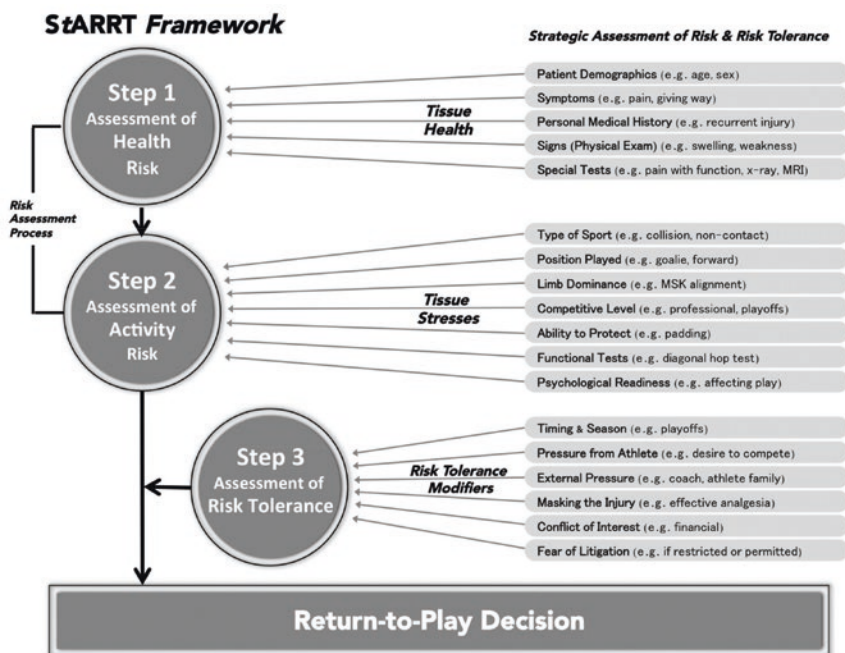 StARRT Framework
Strategic Assessment of Risk & Risk Tolerance
Step 1
Assessment of
Health
Risk
Tissue
Health
Patient Demographics (e.g. age, sex)
Symptoms (e.g. pain, giving way)
Personal Medical History (e.g. recurrent injury)
Signs (Physical Exam) (e.g. swelling, weakness)
Special Tests (e.g. pain with function, x-ray, MRI)
Risk
Assessment
Process
Step 2
Assessment of
Activity
Risk
Tissue
Stresses
Type of Sport (e.g. collision, non-contact)
Position Played (e.g. goalie, forward)
Limb Dominance (e.g. MSK alignment)
Competitive Level (e.g. professional, playoffs)
Ability to Protect (e.g. padding)
Functional Tests (e.g. diagonal hop test)
Psychological Readiness (e.g. affecting play)
Step 3
Assessment of
Risk Tolerance
Risk Tolerance
Modifiers
Timing & Season (e.g. playoffs)
Pressure from Athlete (e.g. desire to compete)
External Pressure (e.g. coach, athlete family)
Masking the Injury (e.g. effective analgesia)
Conflict of Interest (e.g. financial)
Fear of Litigation (e.g. if restricted or permitted)
Return-to-Play Decision